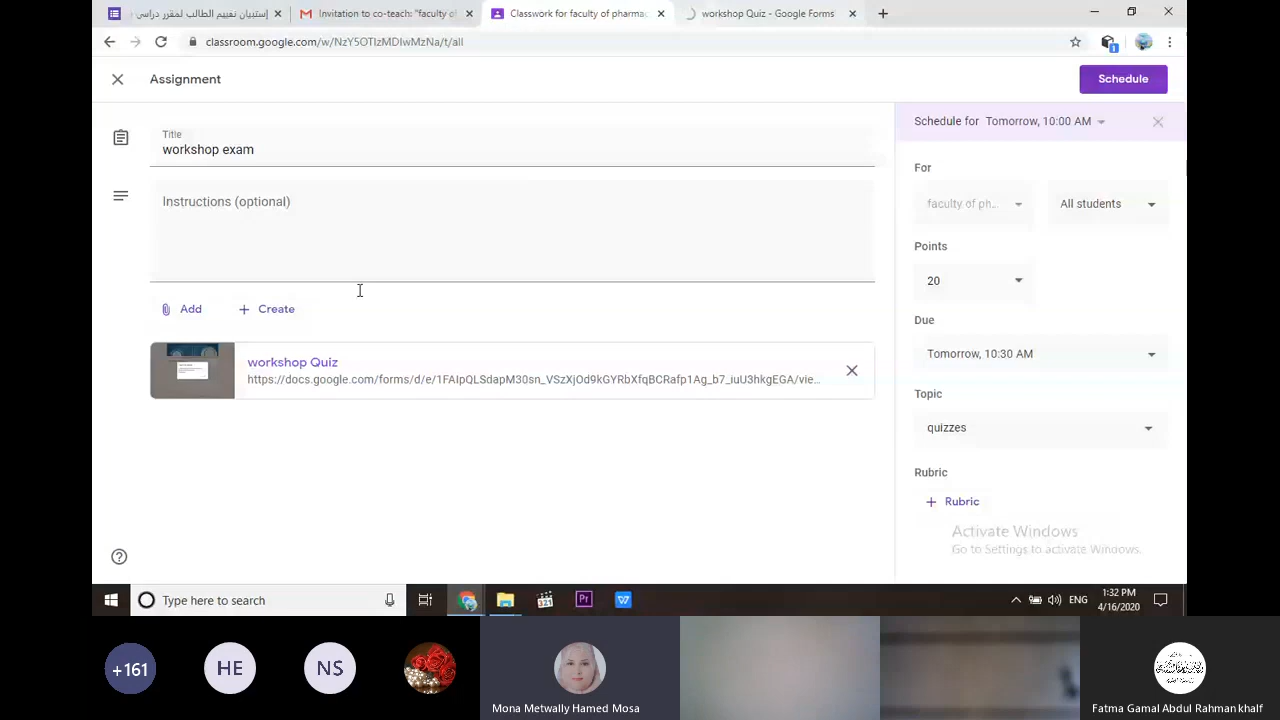 إستبيان تقييم الطالب لمقرر دراسي
Invitation to co-teach: "faculty of
Classwork for faculty of pharma
workshop Quiz - Google Forms
classroom.google.com/w/NzY5OTIzMDIwMzNa/t/all
Assignment
Schedule
Title
workshop exam
Instructions (optional)
Add
Create
workshop Quiz
https://docs.google.com/forms/d/e/1FAIpQLSdapM30sn_VSzXjOd9kGYRbXfqBCRafp1Ag_b7_iuU3hkgEGA/vie...
Schedule for Tomorrow, 10:00 AM
For
faculty of ph... All students
Points
20
Due
Tomorrow, 10:30 AM
Topic
quizzes
Rubric
+ Rubric
Activate Windows
Go to Settings to activate Windows.
Type here to search
321
Pr
W
ENG
1:32 PM
4/16/2020
+161
HE
NS
Mona Metwally Hamed Mosa
Fatma Gamal Abdul Rahman khalf